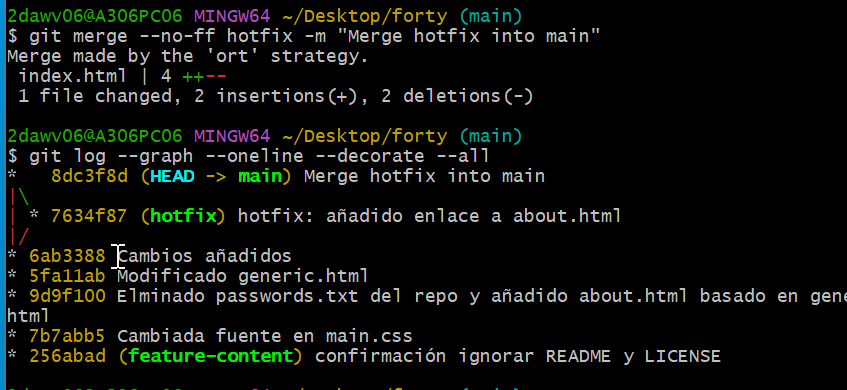 2dawv06@A306PC06 MINGW64 ~/Desktop/forty (main)
$ git merge --no-ff hotfix -m "Merge hotfix into main"
Merge made by the 'ort' strategy.
 index.html | 4 ++--
 1 file changed, 2 insertions(+), 2 deletions(-)

2dawv06@A306PC06 MINGW64 ~/Desktop/forty (main)
$ git log --graph --oneline --decorate --all
*   8dc3f8d (HEAD -> main) Merge hotfix into main
|\
| * 7634f87 (hotfix) hotfix: añadido enlace a about.html
|/
* 6ab3388 Cambios añadidos
* 5fa11ab Modificado generic.html
* 9d9f100 Elminado passwords.txt del repo y añadido about.html basado en gene
html
* 7b7abb5 Cambiada fuente en main.css
* 256abad (feature-content) confirmación ignorar README y LICENSE